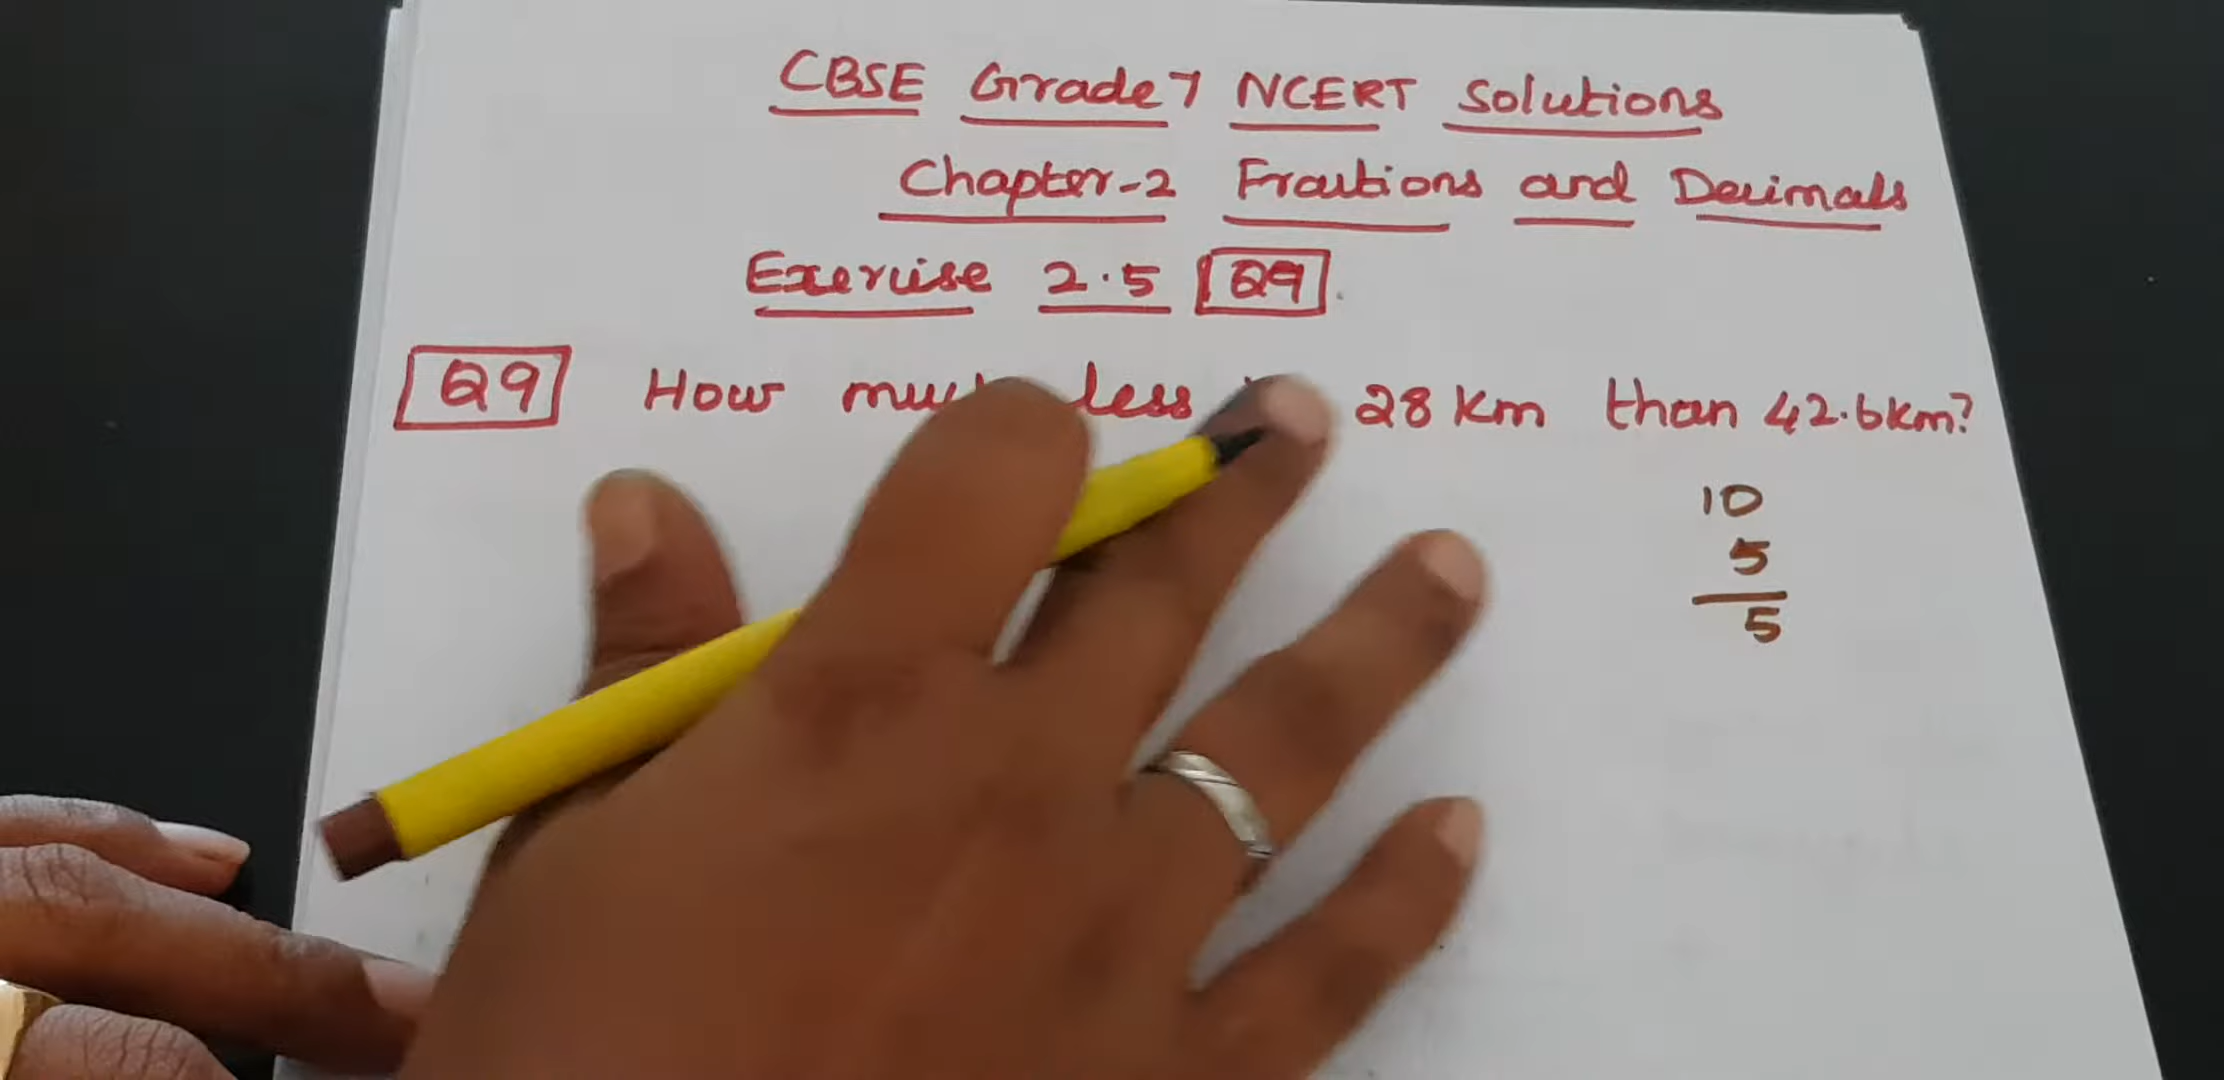 CBSE Grade 7 NCERT Solutions
Chapter-2 Fractions and Decimals
Exercise 2.5 Q9
Q9 How less 28 km than 42.6km?
10
5
5